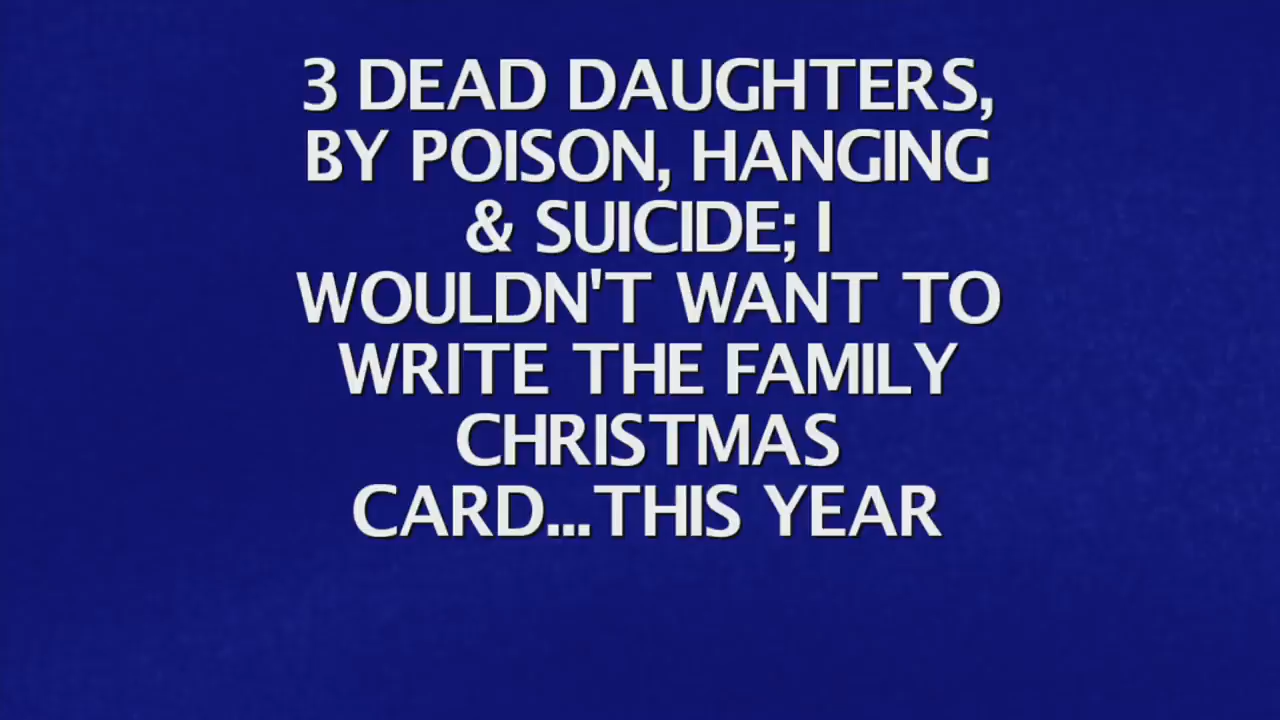 3 DEAD DAUGHTERS,
BY POISON, HANGING
& SUICIDE; I
WOULDN'T WANT TO
WRITE THE FAMILY
CHRISTMAS
CARD...THIS YEAR